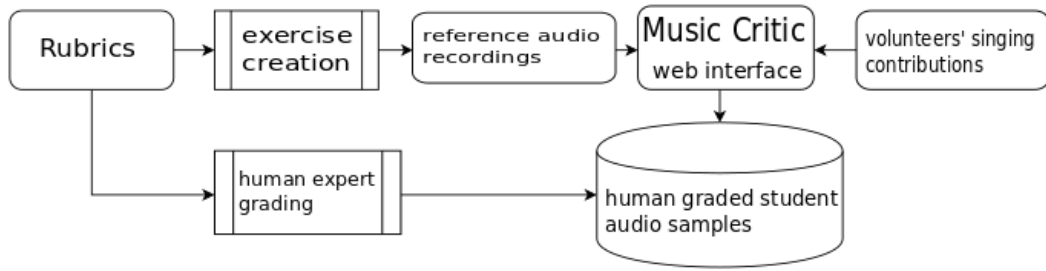 Rubrics
exercise
creation
reference audio
recordings
Music Critic
web interface
volunteers' singing
contributions
human expert
grading
human graded student
audio samples